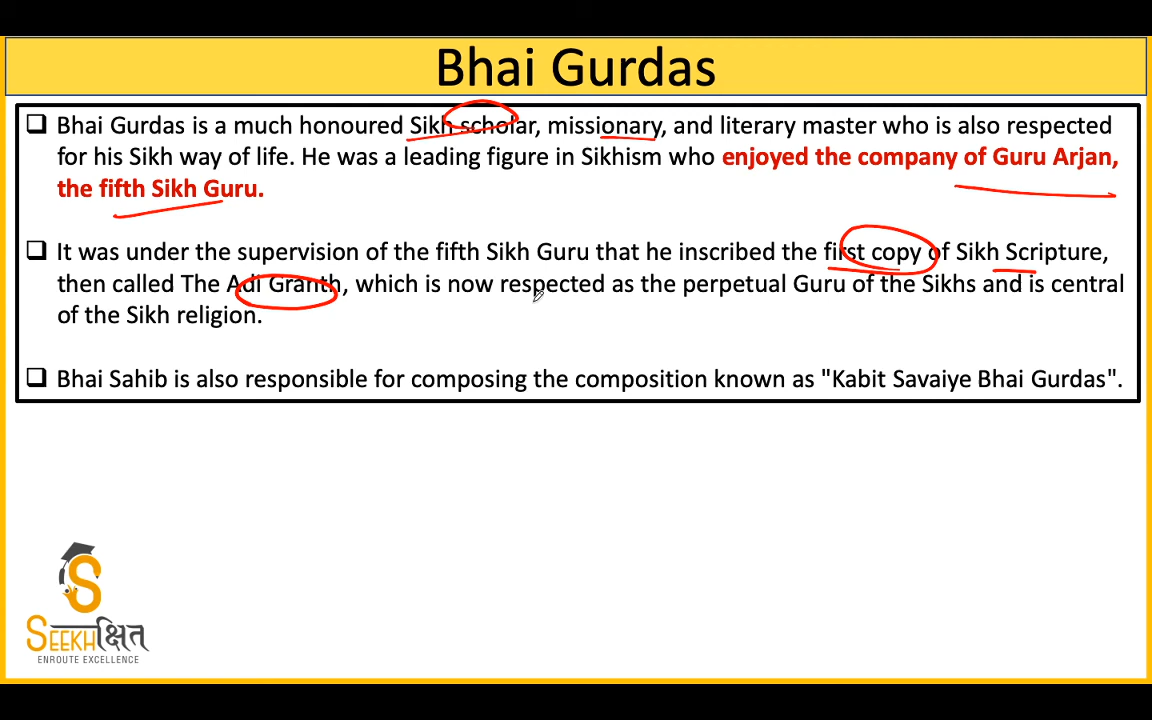 Bhai Gurdas
Bhai Gurdas is a much honoured Sikh scholar, missionary, and literary master who is also respected
for his Sikh way of life. He was a leading figure in Sikhism who enjoyed the company of Guru Arjan,
the fifth Sikh Guru.
It was under the supervision of the fifth Sikh Guru that he inscribed the first copy of Sikh Scripture,
then called The Adi Granth, which is now respected as the perpetual Guru of the Sikhs and is central
of the Sikh religion.
Bhai Sahib is also responsible for composing the composition known as "Kabit Savaiye Bhai Gurdas".
S
SEEKHक्षित
ENROUTE EXCELLENCE